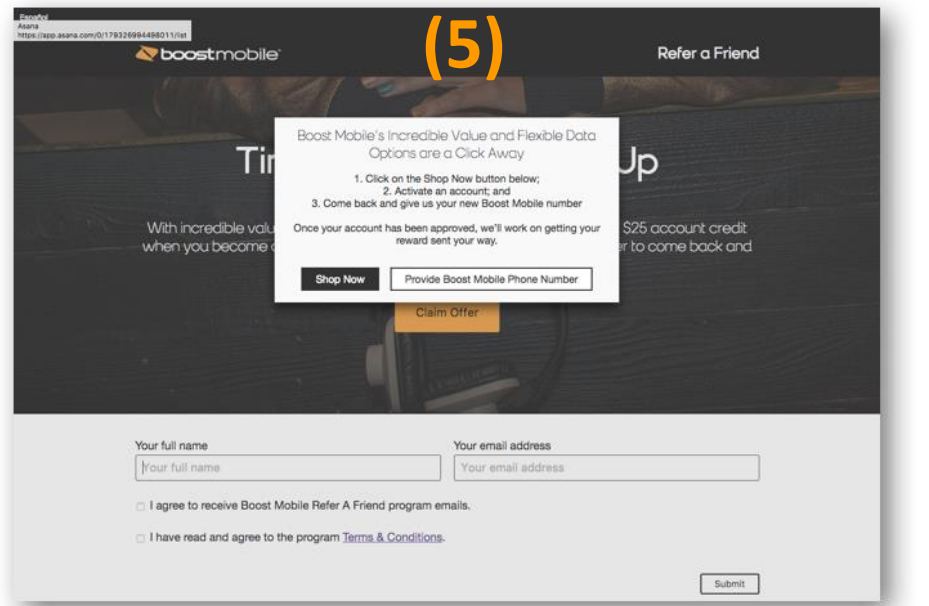 Español
Asana
https://app.asana.com/0/179326994498011/list
(5)
boostmobile
Refer a Friend
Boost Mobile's Incredible Value and Flexible Data
Options are a Click Away
Tir
Up
1. Click on the Shop Now button below;
2. Activate an account; and
3. Come back and give us your new Boost Mobile number
With incredible valu
$25 account credit
Once your account has been approved, we'll work on getting your
reward sent your way.
when you become
er to come back and
Shop Now
Provide Boost Mobile Phone Number
Claim Offer
Your full name
Your email address
Your full name
Your email address
I agree to receive Boost Mobile Refer A Friend program emails.
I have read and agree to the program Terms & Conditions.
Submit